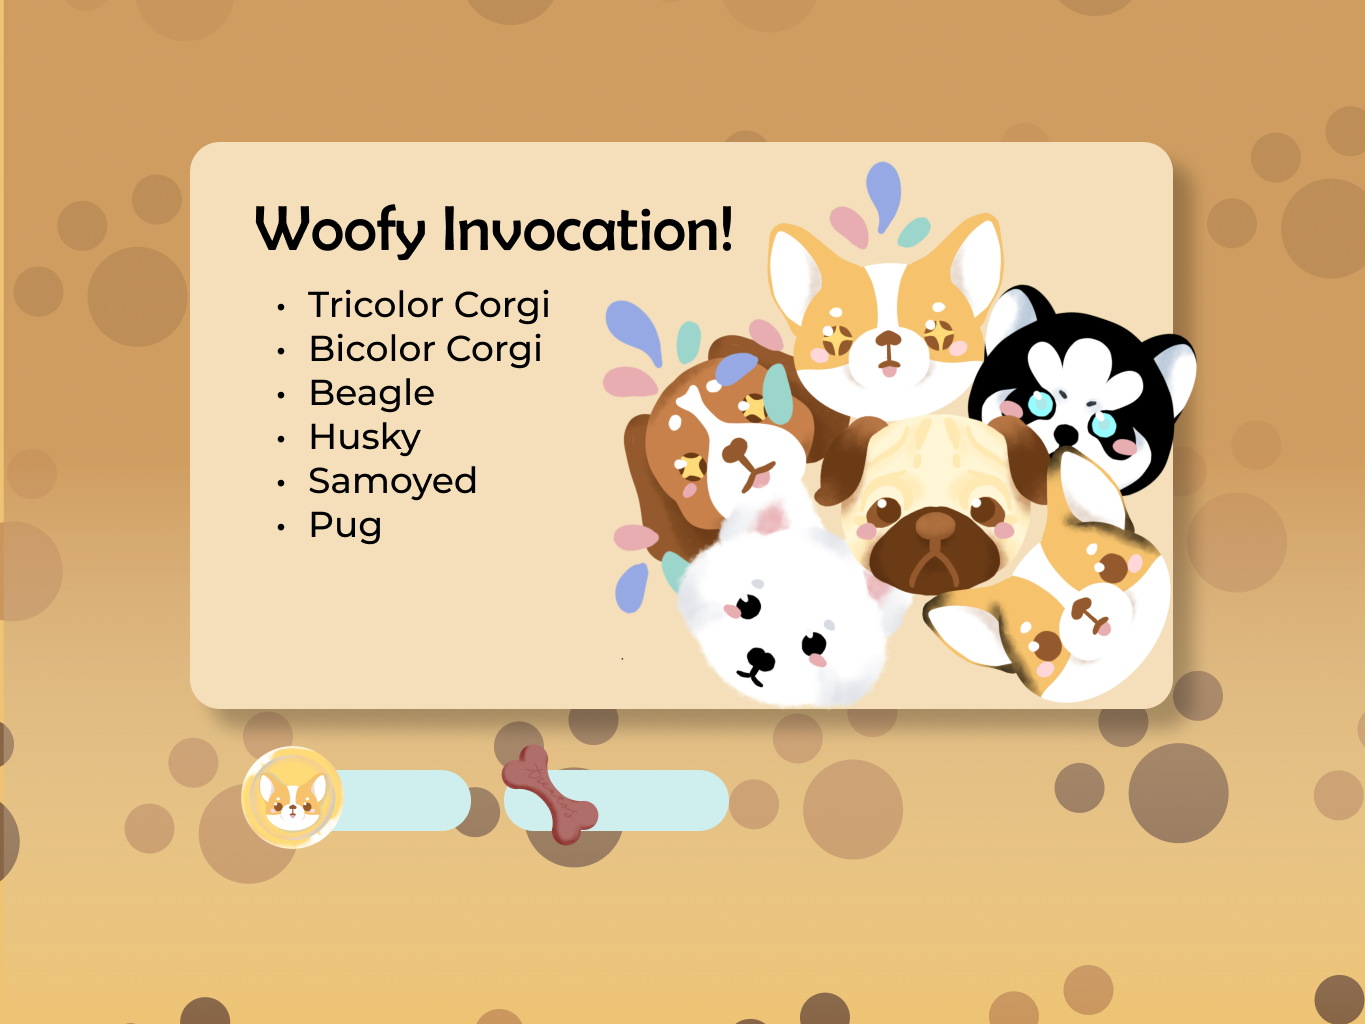 Woofy Invocation!
• Tricolor Corgi
• Bicolor Corgi
• Beagle
• Husky
• Samoyed
• Pug